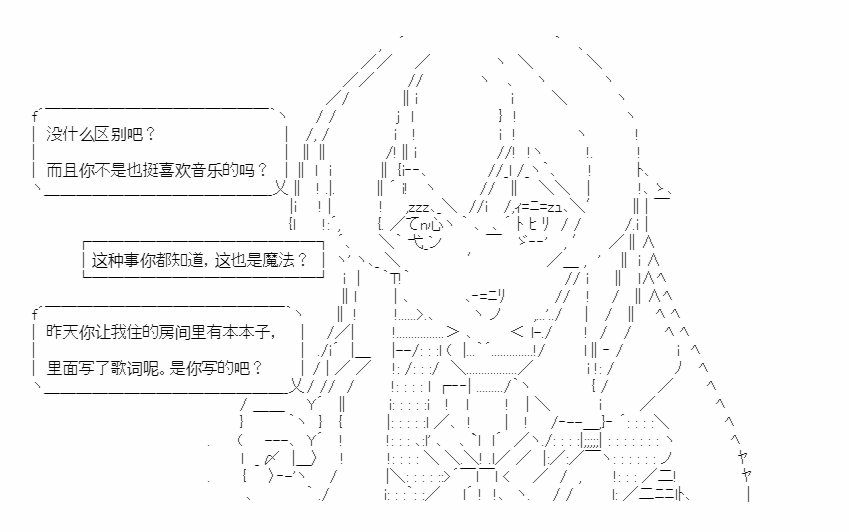 没什么区别吧？
而且你不是也挺喜欢音乐的吗？
这种事你都知道，这也是魔法？
昨天你让我住的房间里有本本子，
里面写了歌词呢。是你写的吧？